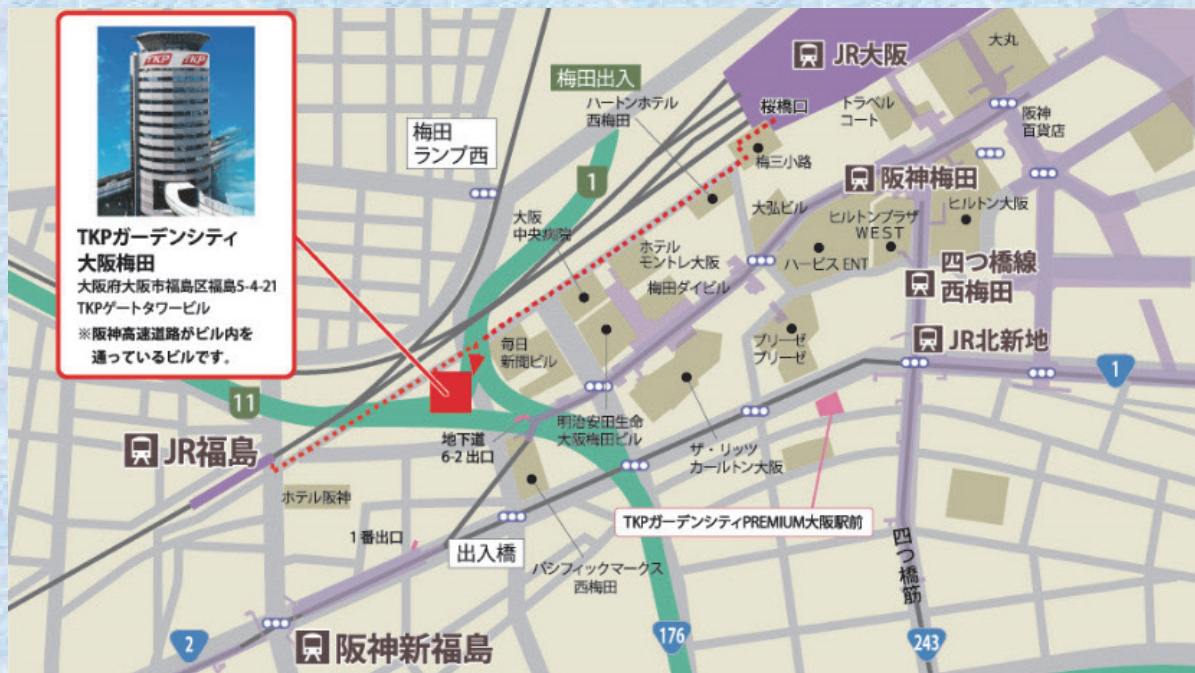 TKP TKP
TKPガーデンシティ
大阪梅田
大阪府大阪市福島区福島5-4-21
TKPゲートタワービル
※阪神高速道路がビル内を
通っているビルです。
梅田出入
ハートンホテル
西梅田
梅田
ランプ西
1
JR大阪
大丸
桜橋口
トラベル
コート
阪神
百貨店
梅三小路
阪神梅田
大弘ビル
ヒルトンプラザ
WEST
ヒルトン大阪
大阪
中央病院
ホテル
モントレ大阪
ハービス ENT
四つ橋線
西梅田
梅田ダイビル
毎日
新聞ビル
ブリーゼ
ブリーゼ
JR北新地
1
11
地下道
6-2 出口
明治安田生命
大阪梅田ビル
ザ・リッツ
カールトン大阪
JR福島
ホテル阪神
TKPガーデンシティPREMIUM大阪駅前
1番出口
出入橋
パシフィックマークス
西梅田
四つ橋筋
2
阪神新福島
176
243